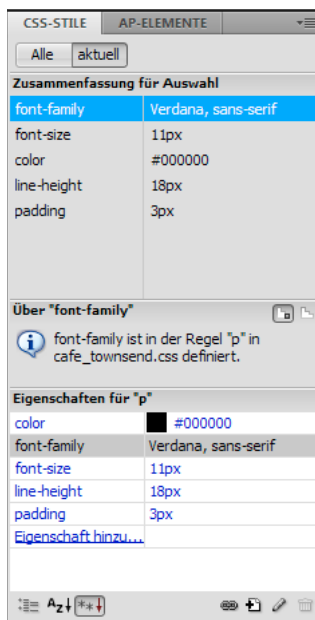 CSS-STILE AP-ELEMENTE
Alle aktuell
Zusammenfassung für Auswahl
font-family Verdana, sans-serif
font-size 11px
color #000000
line-height 18px
padding 3px
Über "font-family"
font-family ist in der Regel "p" in
cafe_townsend.css definiert.
Eigenschaften für "p"
color #000000
font-family Verdana, sans-serif
font-size 11px
line-height 18px
padding 3px
Eigenschaft hinzu...
AZ↓ **↓